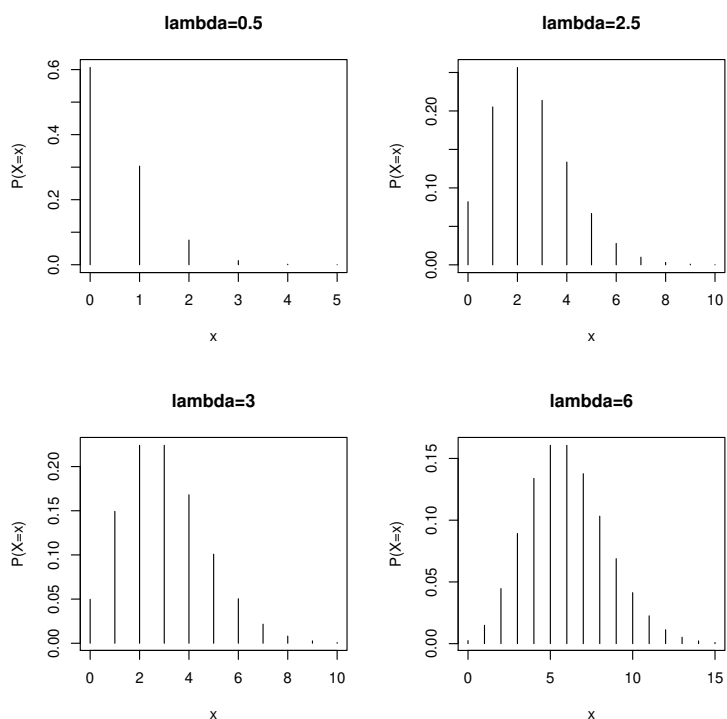 lambda=0.5
P(X=x)
0.0 0.2 0.4 0.6
0 1 2 3 4 5
x
lambda=2.5
P(X=x)
0.00 0.10 0.20
0 2 4 6 8 10
x
lambda=3
P(X=x)
0.00 0.05 0.10 0.15 0.20
0 2 4 6 8 10
x
lambda=6
P(X=x)
0.00 0.05 0.10 0.15
0 5 10 15
x